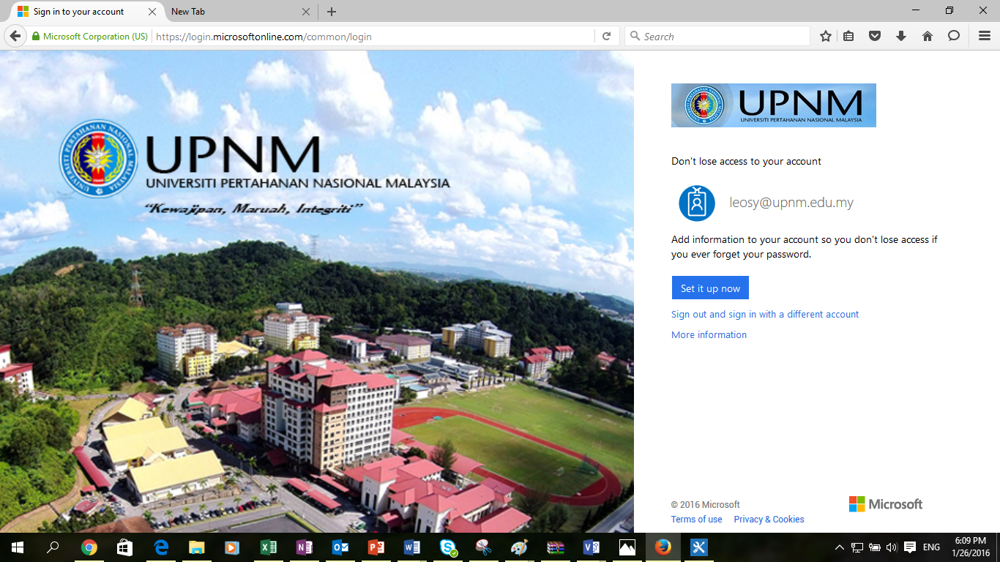 Sign in to your account
New Tab
Microsoft Corporation (US)
https://login.microsoftonline.com/common/login
Search
UPNM
UNIVERSITI PERTAHANAN NASIONAL MALAYSIA
"Kewajipan, Maruah, Integriti"
UPNM
UNIVERSITI PERTAHANAN NASIONAL MALAYSIA
Don't lose access to your account
leosy@upnm.edu.my
Add information to your account so you don't lose access if
you ever forget your password.
Set it up now
Sign out and sign in with a different account
More information
© 2016 Microsoft
Microsoft
Terms of use
Privacy & Cookies
ENG
6:09 PM
1/26/2016